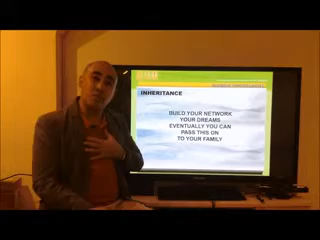 INHERITANCE
BUILD YOUR NETWORK
YOUR DREAMS
EVENTUALLY YOU CAN
PASS THIS ON
TO YOUR FAMILY